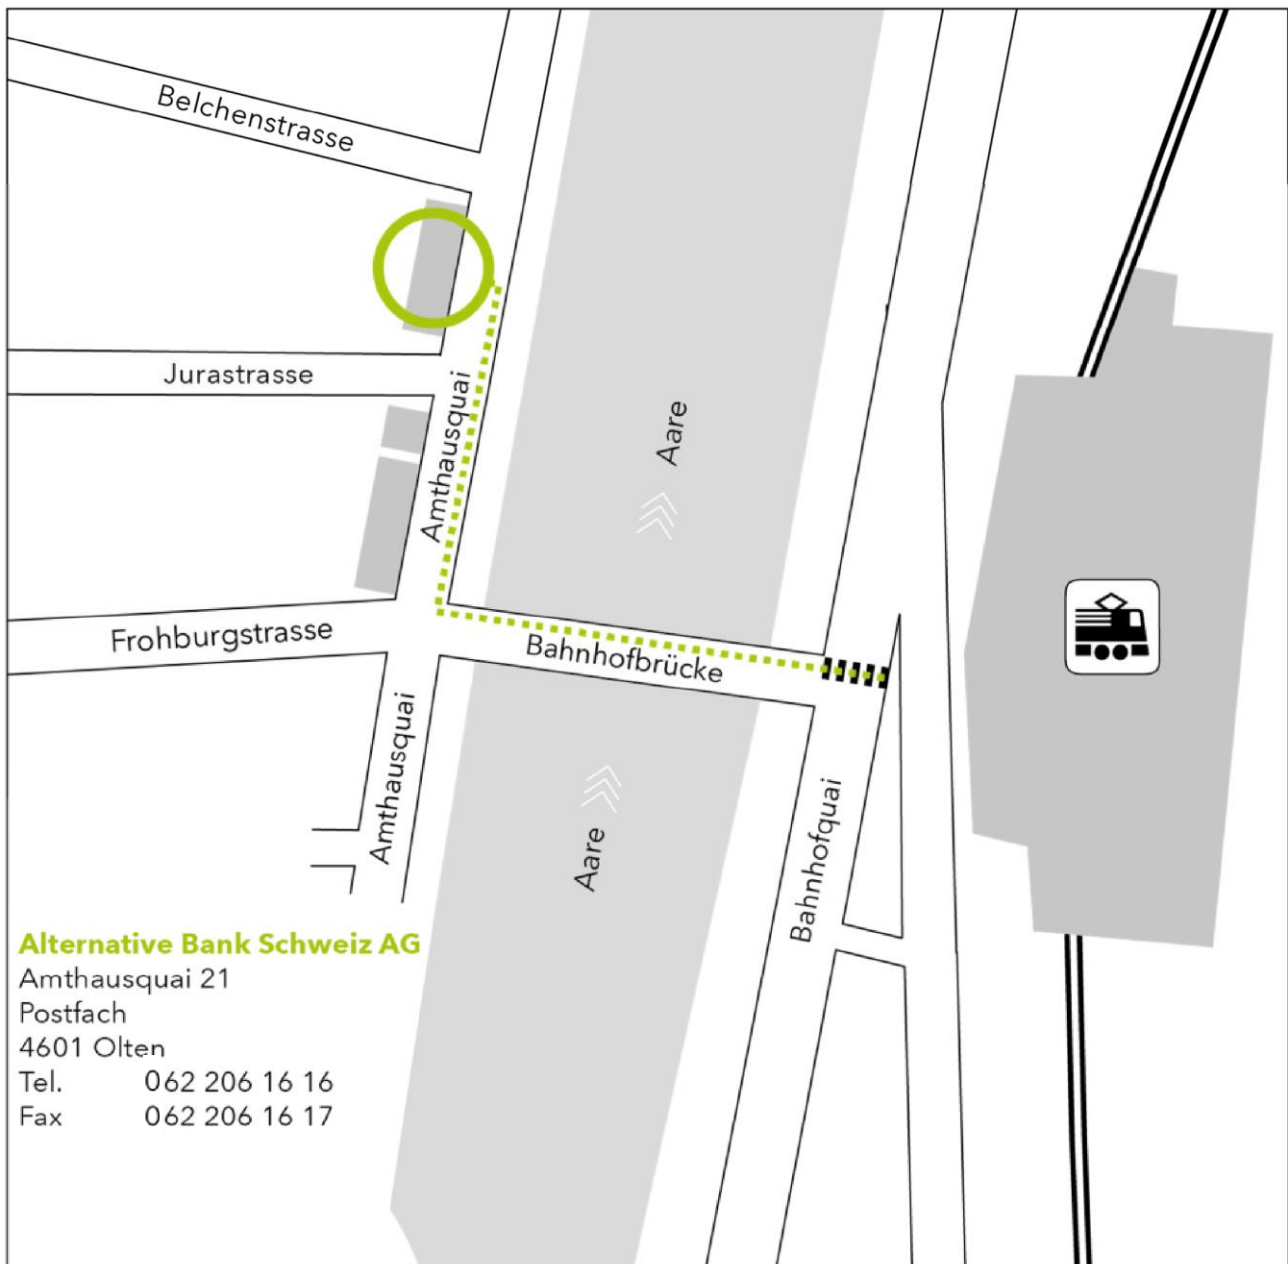 Belchenstrasse
Jurastrasse
Amthausquai
Aare
Frohburgstrasse
Bahnhofbrücke
Amthausquai
Bahnhofquai
Aare
Alternative Bank Schweiz AG
Amthausquai 21
Postfach
4601 Olten
Tel. 062 206 16 16
Fax 062 206 16 17